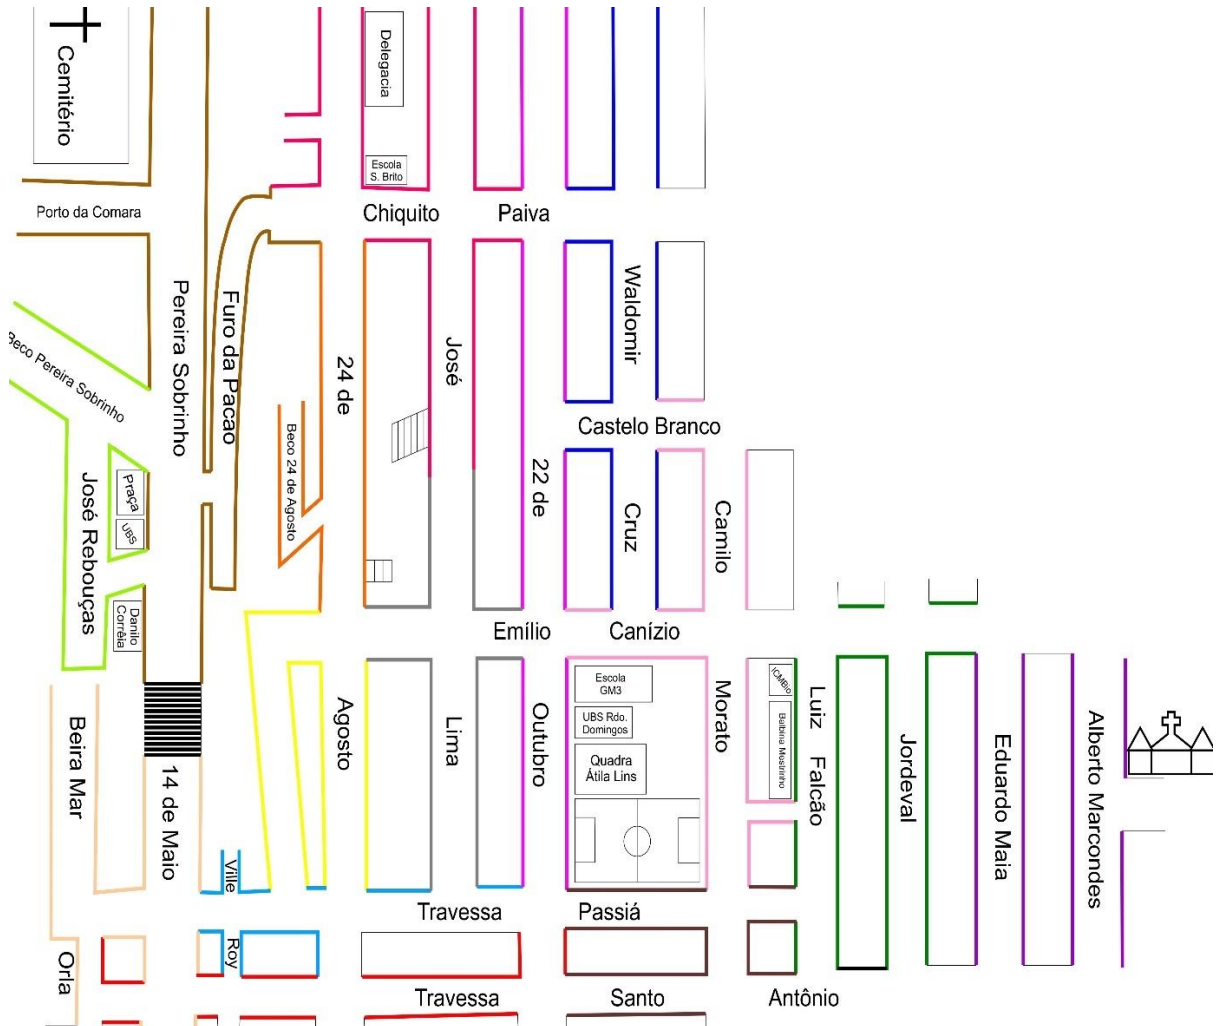 Cemitério
Delegacia
Escola
S. Brito
Porto da Comara
Chiquito
Paiva
Pereira Sobrinho
Furo da Pacao
Waldomir
Beco Pereira Sobrinho
24 de
José
Castelo Branco
Beco 24 de Agosto
22 de
Praça
UBS
José Rebouças
Cruz
Camilo
Danilo
Corrêia
Emílio
Canízio
Escola
GM3
UBS Rdo.
Domingos
Quadra
Átila Lins
ICMBio
Balbina Mestrinho
Beira Mar
14 de Maio
Agosto
Lima
Outubro
Morato
Luiz Falcão
Jordeval
Eduardo Maia
Alberto Marcondes
Ville
Roy
Travessa
Passiá
Orla
Travessa
Santo
Antônio